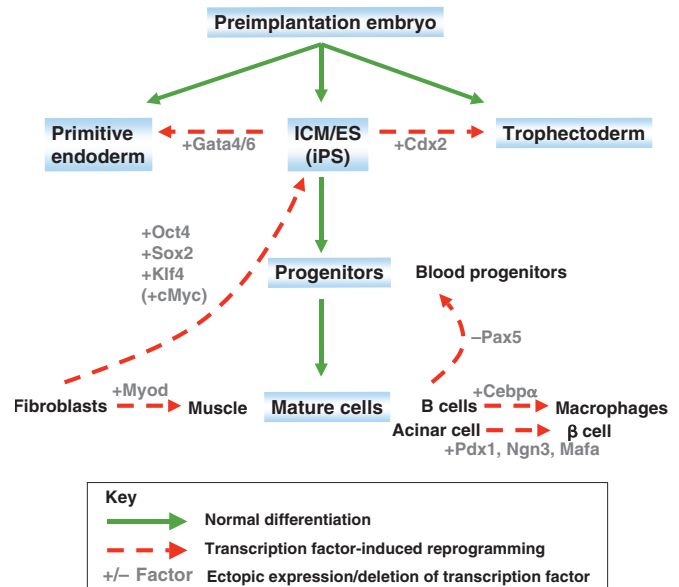 Preimplantation embryo
Primitive
endoderm
+Gata4/6
ICM/ES
(iPS)
+Cdx2
Trophectoderm
+Oct4
+Sox2
+Klf4
(+cMyc)
Progenitors
Blood progenitors
–Pax5
Fibroblasts
+Myod
Muscle
Mature cells
B cells
+Cebpα
Macrophages
Acinar cell
β cell
+Pdx1, Ngn3, Mafa
Key
Normal differentiation
Transcription factor-induced reprogramming
+/– Factor Ectopic expression/deletion of transcription factor